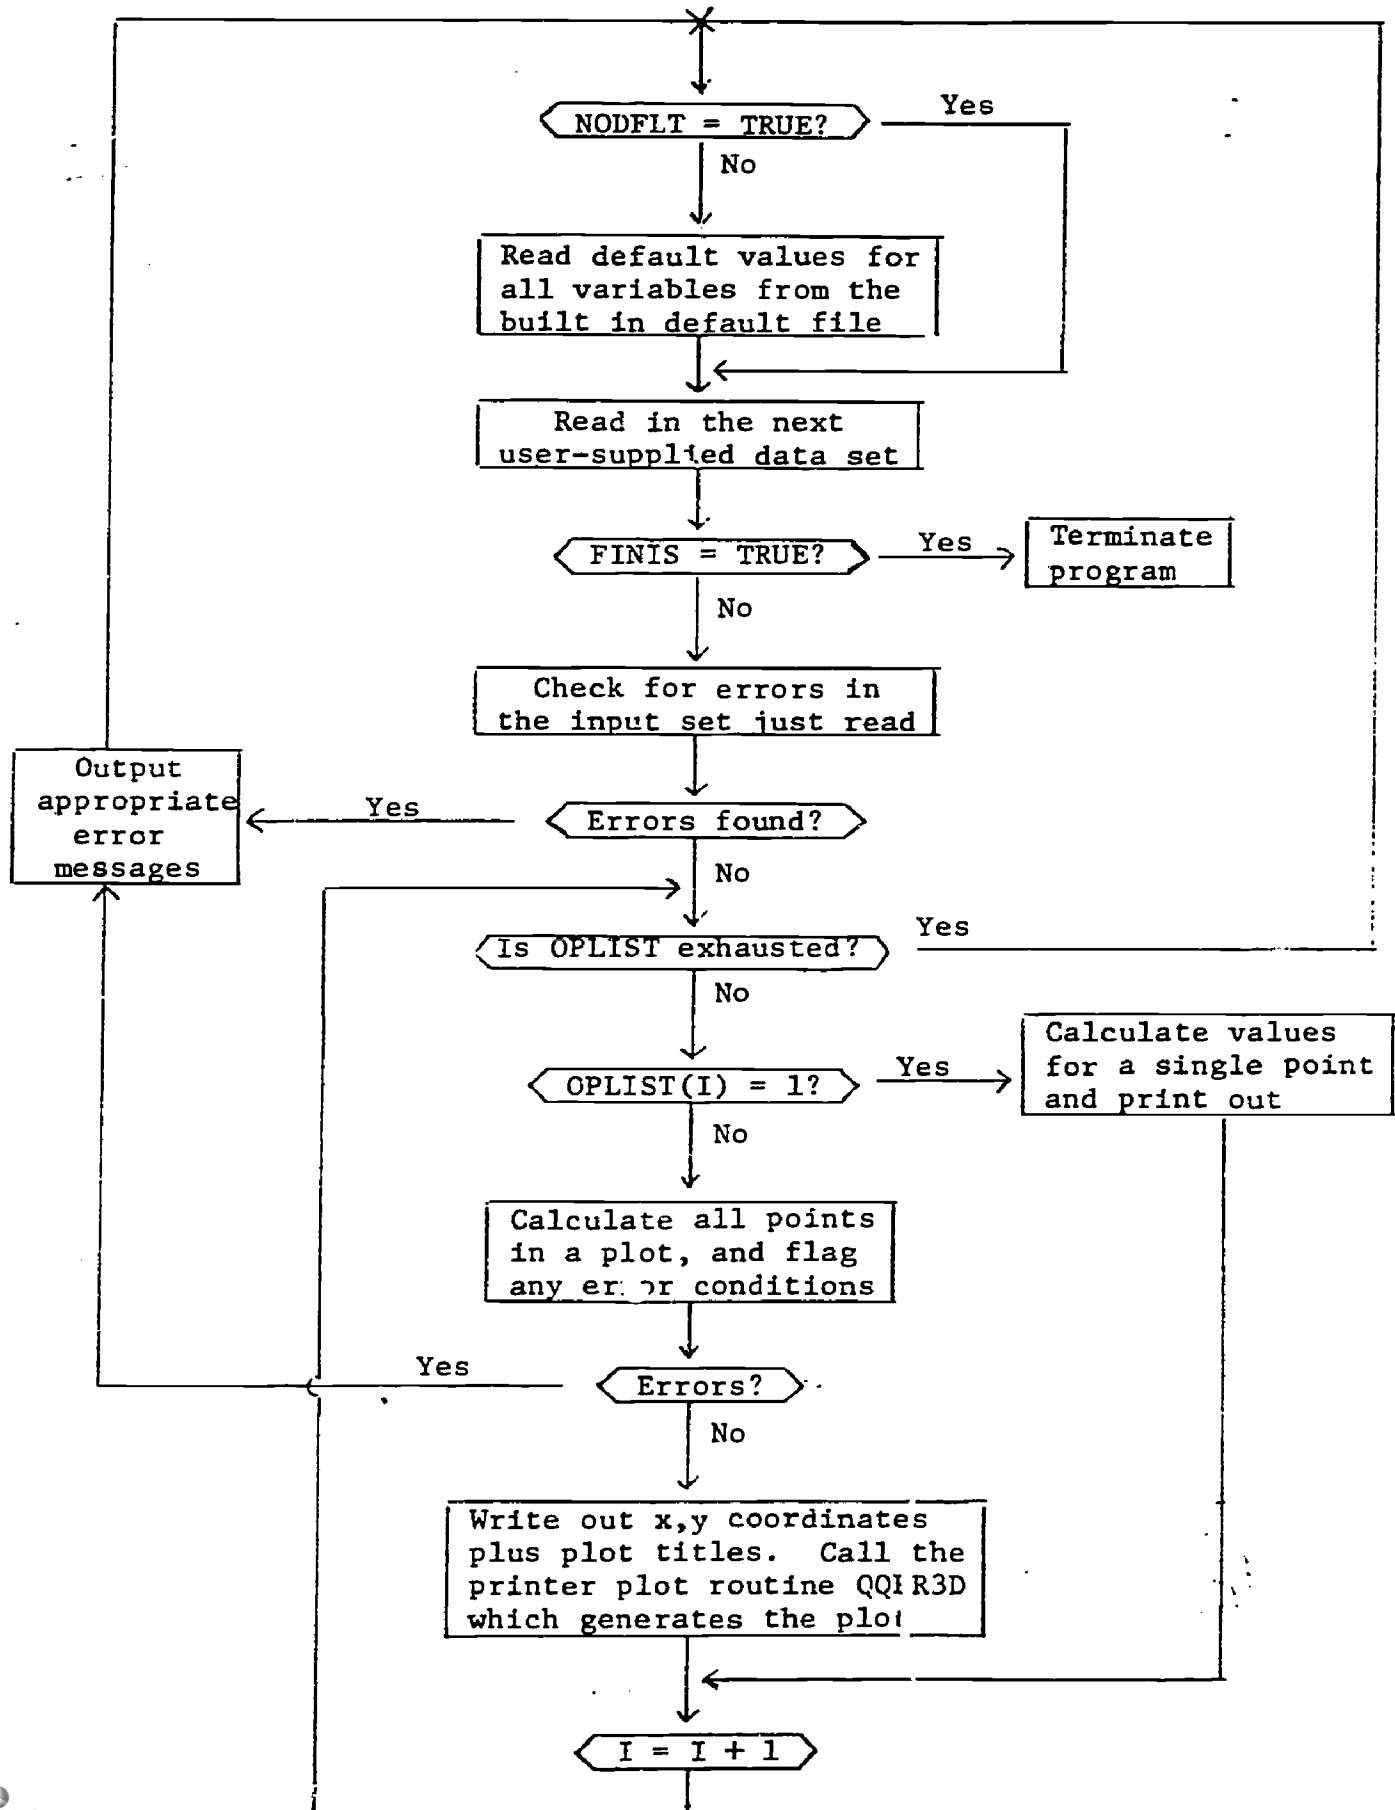 NODFLT = TRUE?
Yes
No
Read default values for
all variables from the
built in default file
Read in the next
user-supplied data set
FINIS = TRUE?
Yes
Terminate
program
No
Check for errors in
the input set just read
Output
appropriate
error
messages
Yes
Errors found?
No
Is OPLIST exhausted?
Yes
No
OPLIST(I) = 1?
Yes
Calculate values
for a single point
and print out
No
Calculate all points
in a plot, and flag
any error conditions
Yes
Errors?
No
Write out x,y coordinates
plus plot titles. Call the
printer plot routine
which generates the plot
I = I + 1